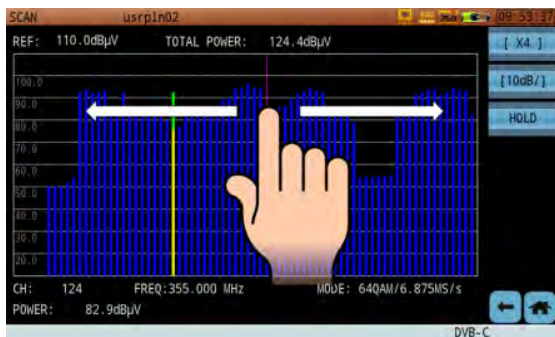 SCAN usrp1n02 75Ω 09:53:37
REF: 110.0dBµV TOTAL POWER: 124.4dBµV
[ X4 ]
[10dB/]
HOLD
100.0
90.0
80.0
70.0
60.0
50.0
40.0
30.0
20.0
CH: 124 FREQ:355.000 MHz MODE: 64QAM/6.875MS/s
POWER: 82.9dBµV
DVB-C